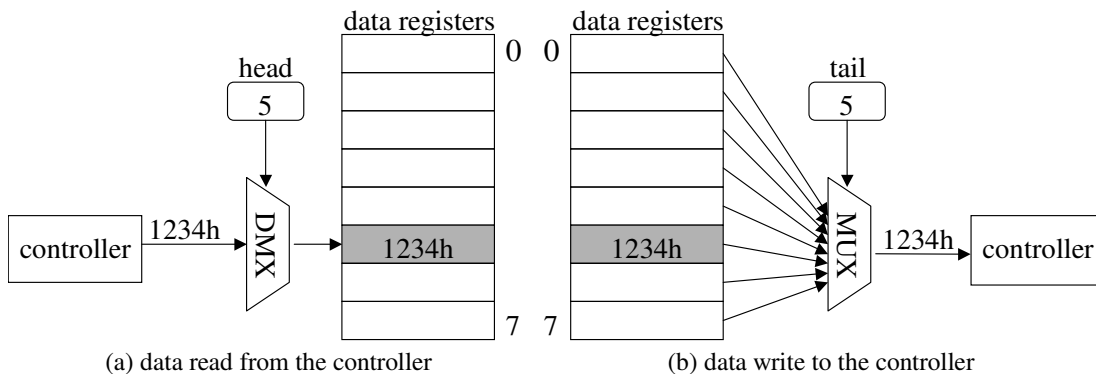 data registers
data registers
0
0
head
tail
5
5
1234h
DMX
MUX
1234h
controller
1234h
1234h
controller
7
7
(a) data read from the controller
(b) data write to the controller